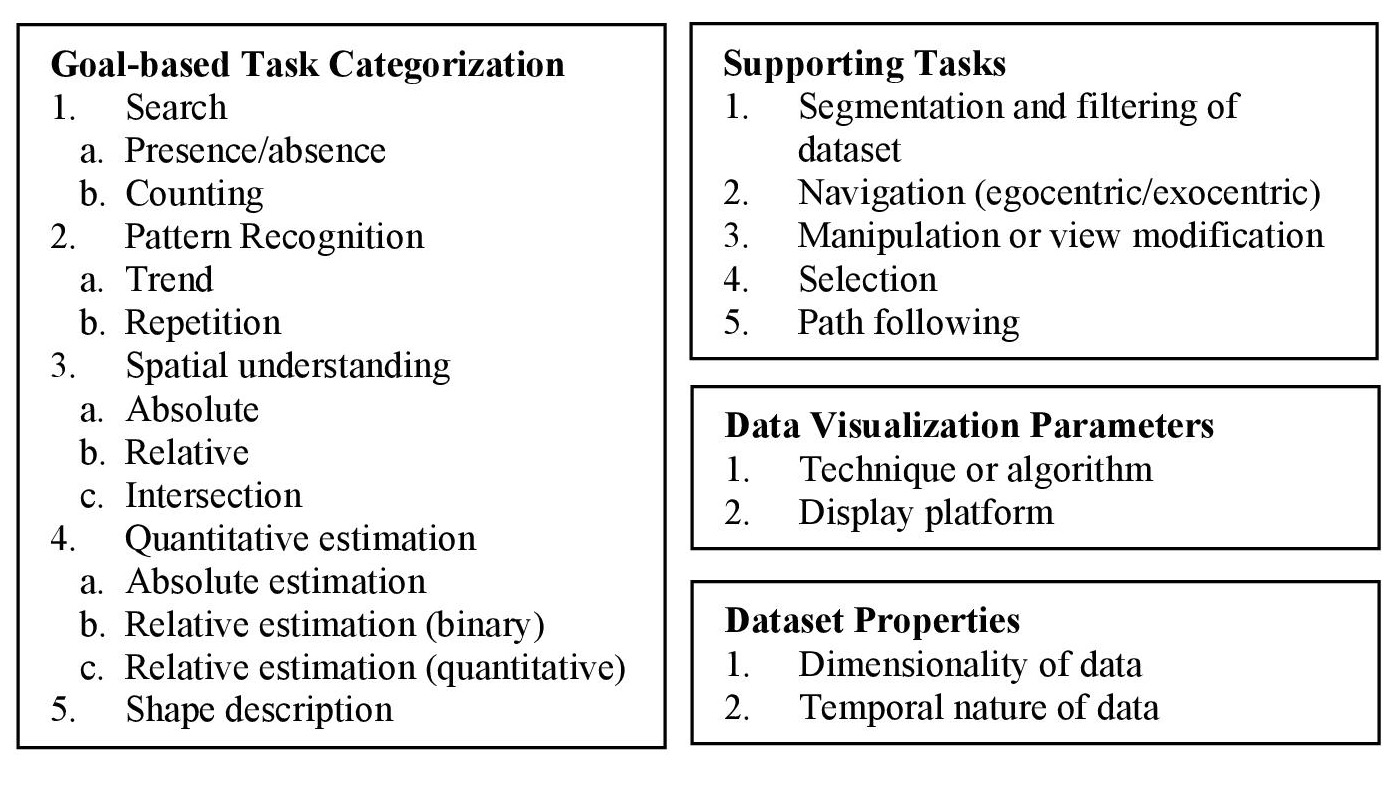 Goal-based Task Categorization
1. Search
a. Presence/absence
b. Counting
2. Pattern Recognition
a. Trend
b. Repetition
3. Spatial understanding
a. Absolute
b. Relative
c. Intersection
4. Quantitative estimation
a. Absolute estimation
b. Relative estimation (binary)
c. Relative estimation (quantitative)
5. Shape description
Supporting Tasks
1. Segmentation and filtering of
dataset
2. Navigation (egocentric/exocentric)
3. Manipulation or view modification
4. Selection
5. Path following
Data Visualization Parameters
1. Technique or algorithm
2. Display platform
Dataset Properties
1. Dimensionality of data
2. Temporal nature of data